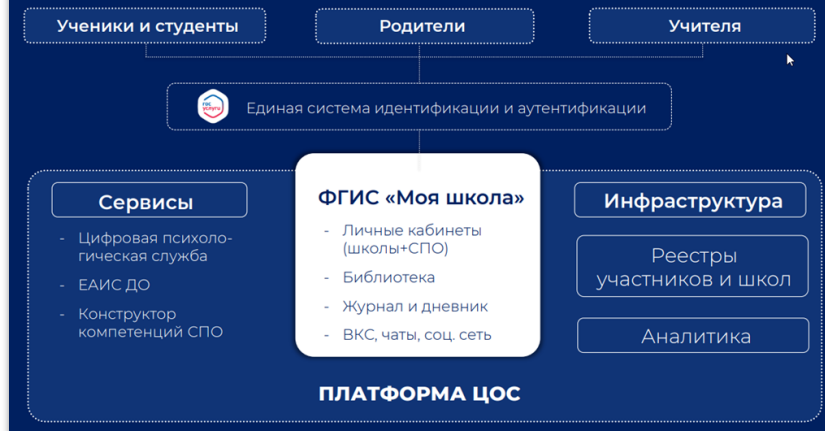 Ученики и студенты
Родители
Учителя
гос
услуги
Единая система идентификации и аутентификации
Сервисы
- Цифровая психоло-
гическая служба
- ЕАИС ДО
- Конструктор
компетенций СПО
ФГИС «Моя школа»
- Личные кабинеты
(школы+СПО)
- Библиотека
- Журнал и дневник
- ВКС, чаты, соц. сеть
Инфраструктура
Реестры
участников и школ
Аналитика
ПЛАТФОРМА ЦОС